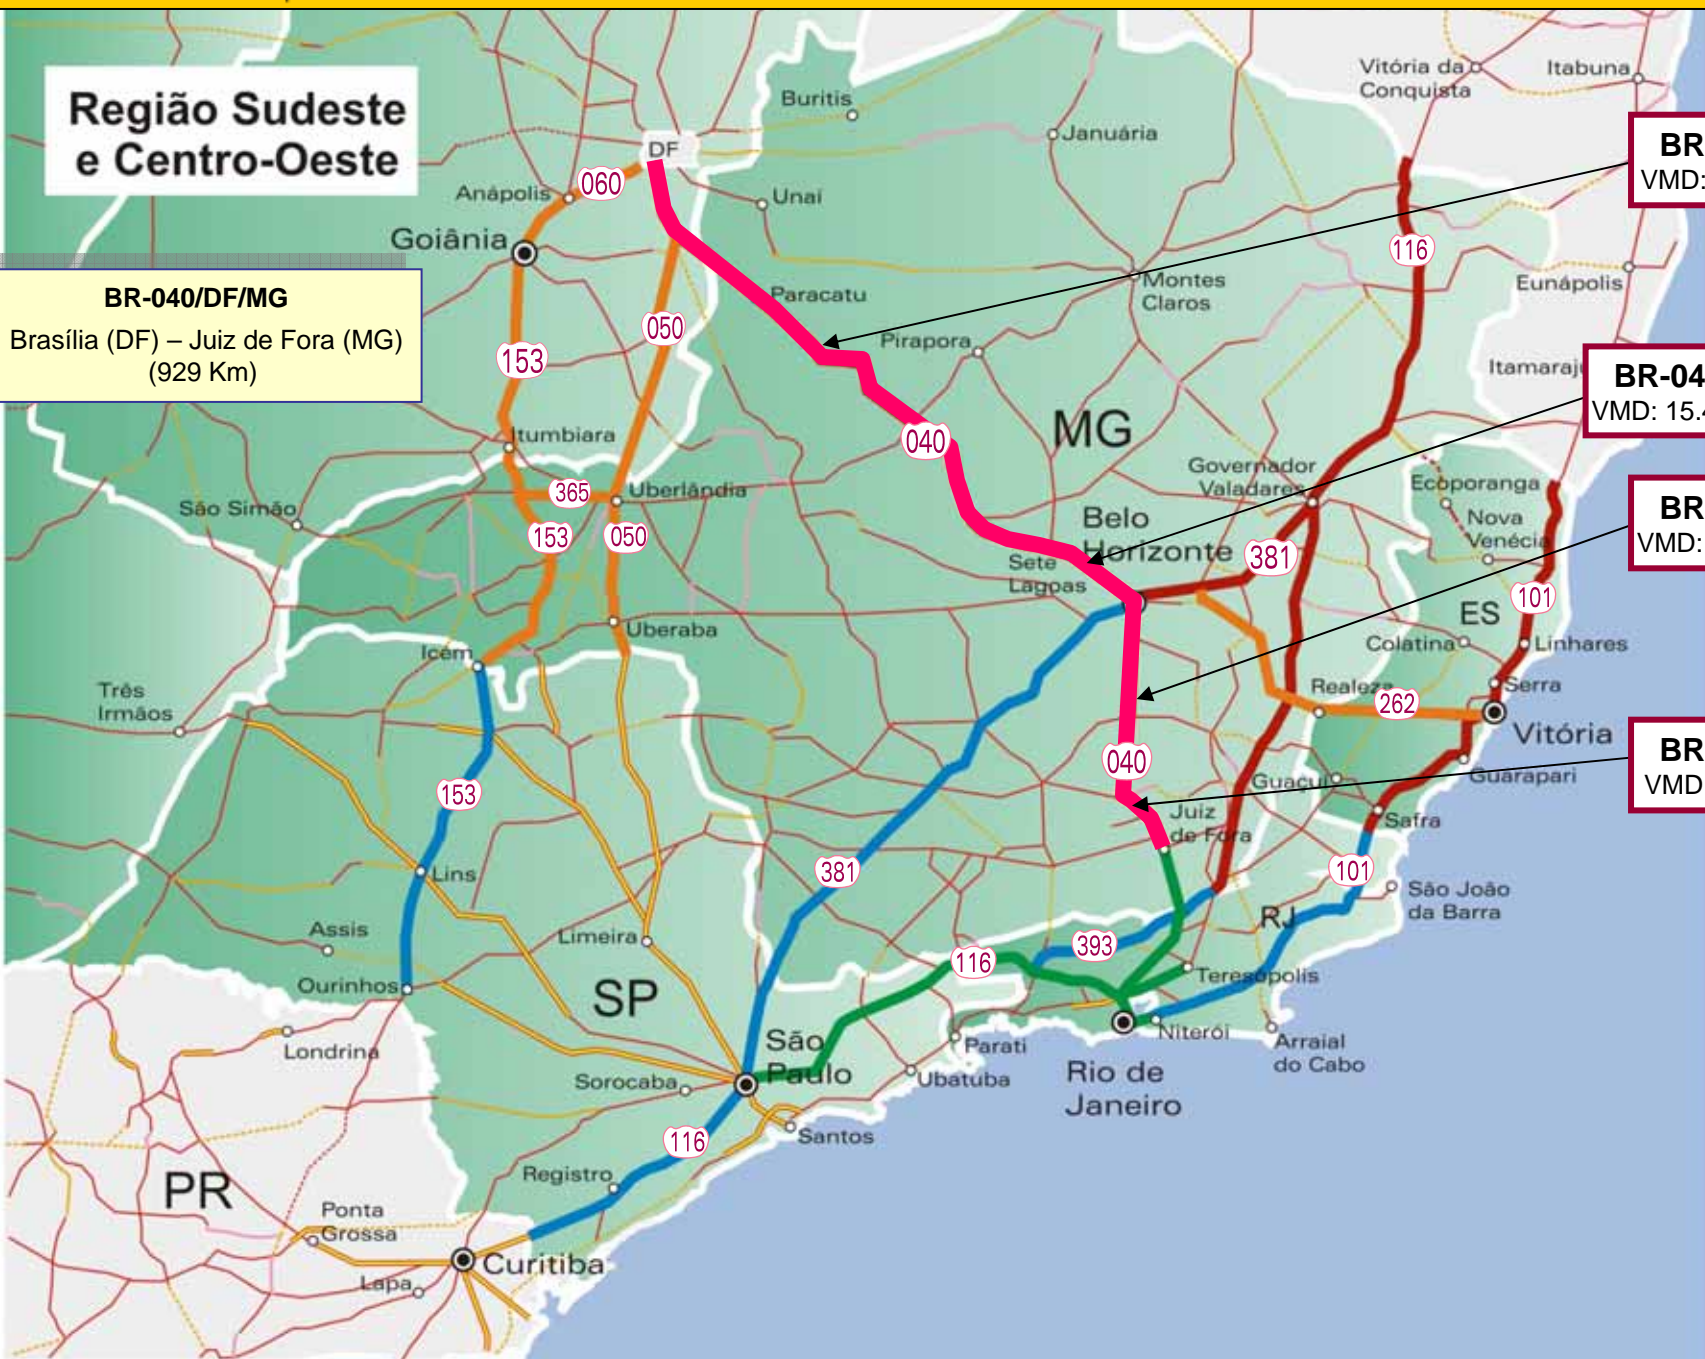 Região Sudeste
e Centro-Oeste
BR-040/DF/MG
Brasília (DF) – Juiz de Fora (MG)
(929 Km)
DF
Buritis
Vitória da
Conquista
Itabuna
Januária
BR
VMD:
060
Anápolis
Unaí
Goiânia
116
Montes
Claros
Eunápolis
Paracatu
050
153
Pirapora
Itamaraj
BR-04
VMD: 15.4
MG
040
Itumbiara
Governador
Valadares
Ecoporanga
365
Uberlândia
São Simão
BR
VMD:
Belo
Horizonte
Nova
Venécia
153
050
381
Sete
Lagoas
101
ES
Uberaba
Colatina
Linhares
Icém
Três
Irmãos
Realeza
Serra
262
Vitória
040
BR
VMD
Guaçuí
Guarapari
153
Juiz
de Fora
Safra
381
101
Lins
São João
da Barra
RJ
Assis
Limeira
393
116
Teresópolis
Ourinhos
SP
Londrina
São
Paulo
Parati
Niterói
Arraial
do Cabo
Rio de
Janeiro
Sorocaba
Ubatuba
116
Santos
Registro
PR
Ponta
Grossa
Curitiba
Lapa